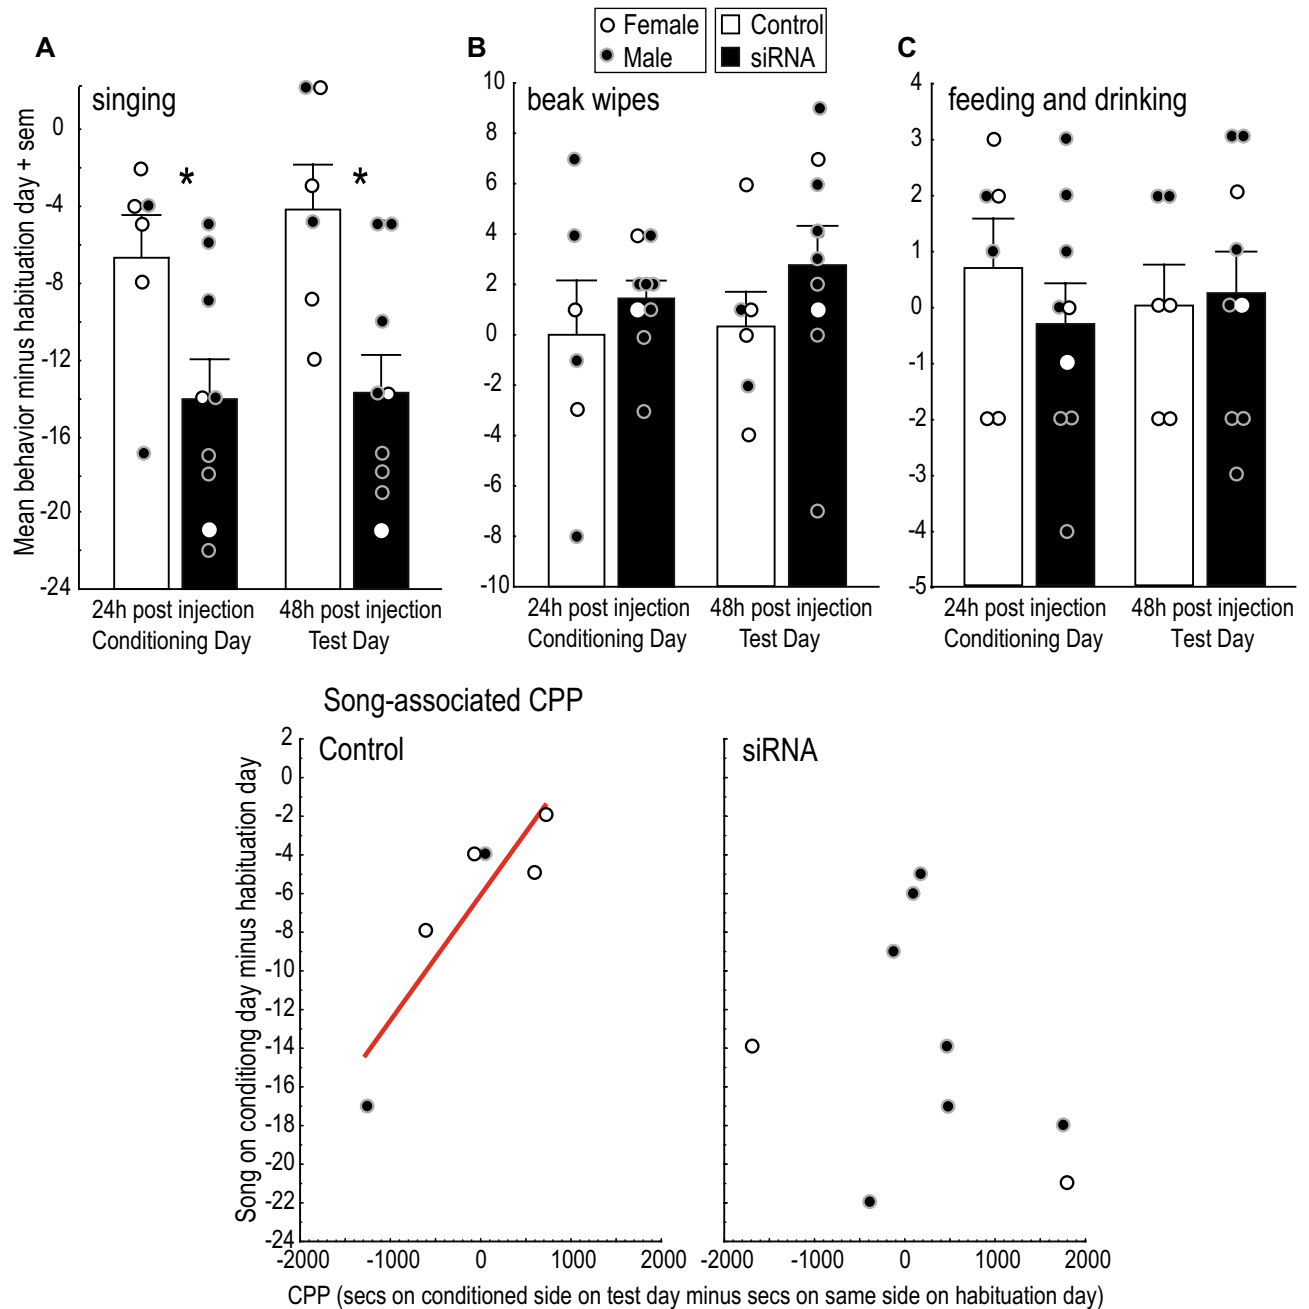 Female
Male
Control
siRNA
A
singing
Mean behavior minus habituation day + sem
0
-4
-8
-12
-16
-20
-24
*
*
24h post injection
Conditioning Day
48h post injection
Test Day
B
beak wipes
10
8
6
4
2
0
-2
-4
-6
-8
-10
24h post injection
Conditioning Day
48h post injection
Test Day
C
feeding and drinking
4
3
2
1
0
-1
-2
-3
-4
-5
24h post injection
Conditioning Day
48h post injection
Test Day
Song-associated CPP
Control
Song on conditiong day minus habituation day
2
0
-2
-4
-6
-8
-10
-12
-14
-16
-18
-20
-22
-24
-2000 -1000 0 1000 2000
siRNA
-2000 -1000 0 1000 2000
CPP (secs on conditioned side on test day minus secs on same side on habituation day)